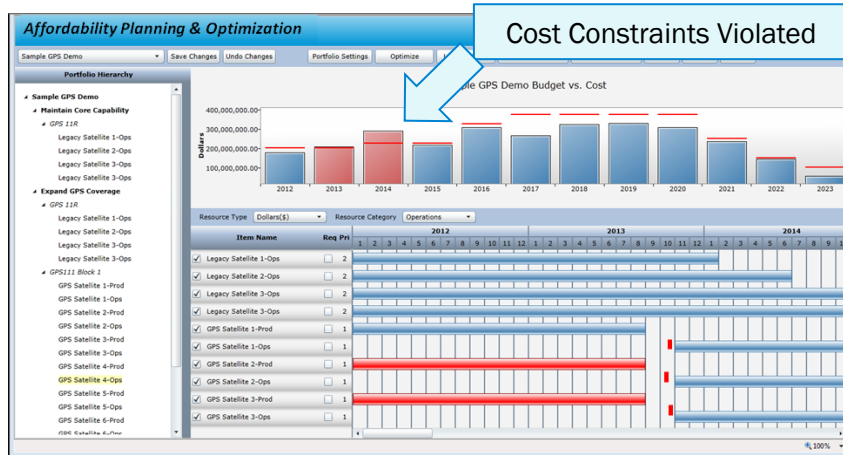 Affordability Planning & Optimization
Cost Constraints Violated
Sample GPS Demo
Save Changes
Undo Changes
Portfolio Settings
Optimize
Portfolio Hierarchy
GPS Demo Budget vs. Cost
Sample GPS Demo
Maintain Core Capability
GPS 11R
Legacy Satellite 1-Ops
Legacy Satellite 2-Ops
Legacy Satellite 3-Ops
Legacy Satellite 3-Ops
Expand GPS Coverage
GPS 11R
Legacy Satellite 1-Ops
Legacy Satellite 2-Ops
Legacy Satellite 3-Ops
Legacy Satellite 3-Ops
GPS111 Block 1
GPS Satellite 1-Prod
GPS Satellite 1-Ops
GPS Satellite 2-Prod
GPS Satellite 2-Ops
GPS Satellite 3-Prod
GPS Satellite 3-Ops
GPS Satellite 4-Prod
GPS Satellite 4-Ops
GPS Satellite 5-Prod
GPS Satellite 5-Ops
GPS Satellite 6-Prod
GPS Satellite 6-Ops
Dollars
400,000,000.00
300,000,000.00
200,000,000.00
100,000,000.00
2012 2013 2014 2015 2016 2017 2018 2019 2020 2021 2022 2023
Resource Type Dollars($) Resource Category Operations
Item Name Req Pri 2012 2013 2014
1 2 3 4 5 6 7 8 9 10 11 12 1 2 3 4 5 6 7 8 9 10 11 12 1 2 3 4 5 6 7 8 9
Legacy Satellite 1-Ops 2
Legacy Satellite 2-Ops 2
Legacy Satellite 3-Ops 2
Legacy Satellite 3-Ops 2
GPS Satellite 1-Prod 1
GPS Satellite 1-Ops 1
GPS Satellite 2-Prod 1
GPS Satellite 2-Ops 1
GPS Satellite 3-Prod 1
GPS Satellite 3-Ops 1
100%